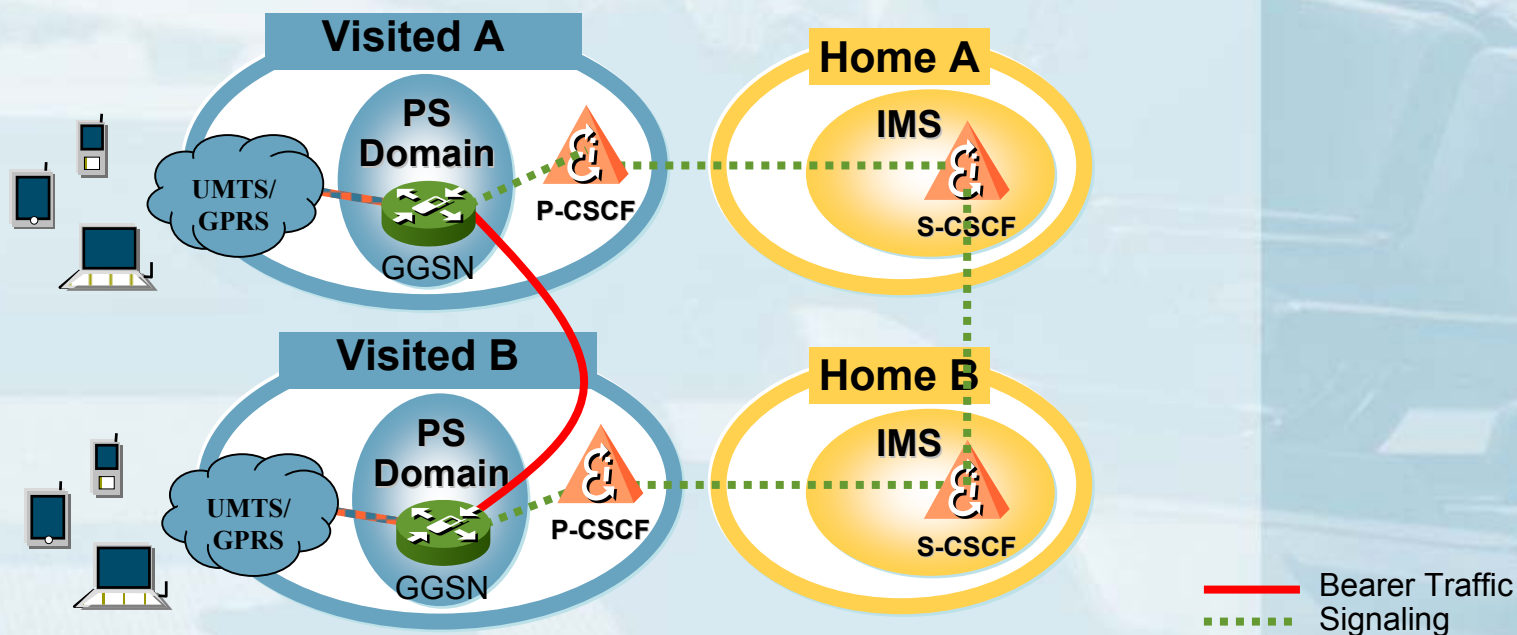 Visited A
Home A
PS
Domain
IMS
UMTS/
GPRS
P-CSCF
S-CSCF
GGSN
Visited B
Home B
PS
Domain
IMS
UMTS/
GPRS
P-CSCF
S-CSCF
GGSN
Bearer Traffic
Signaling